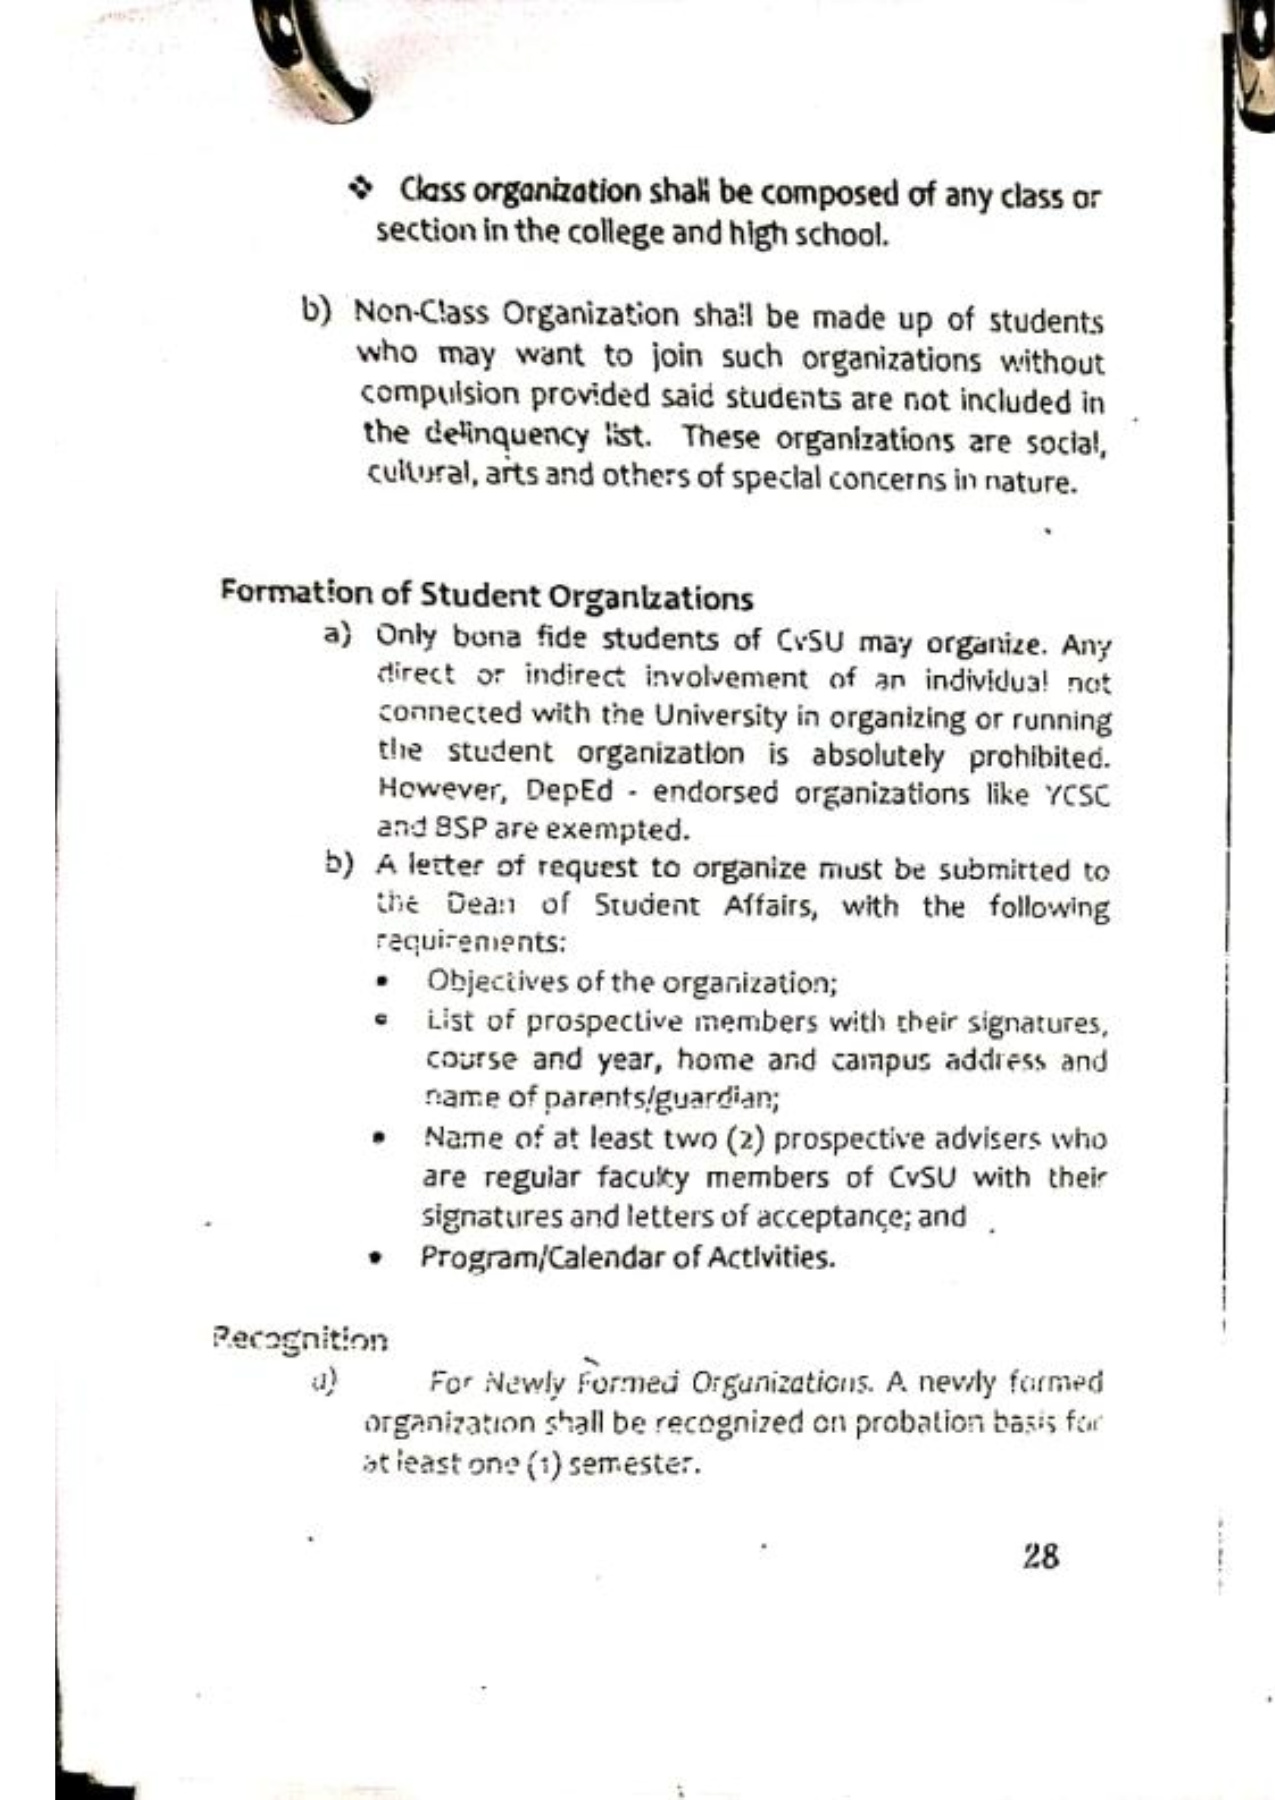 ❖ Class organization shall be composed of any class or
section in the college and high school.
b) Non-Class Organization shall be made up of students
who may want to join such organizations without
compulsion provided said students are not included in
the delinquency list. These organizations are social,
cultural, arts and others of special concerns in nature.
Formation of Student Organizations
a) Only bona fide students of CvSU may organize. Any
direct or indirect involvement of an individual not
connected with the University in organizing or running
the student organization is absolutely prohibited.
However, DepEd - endorsed organizations like YCSC
and BSP are exempted.
b) A letter of request to organize must be submitted to
the Dean of Student Affairs, with the following
requirements:
• Objectives of the organization;
• List of prospective members with their signatures,
course and year, home and campus address and
name of parents/guardian;
• Name of at least two (2) prospective advisers who
are regular faculty members of CvSU with their
signatures and letters of acceptance; and
• Program/Calendar of Activities.
Recognition
a) For Newly Formed Organizations. A newly formed
organization shall be recognized on probation basis for
at least one (1) semester.
28